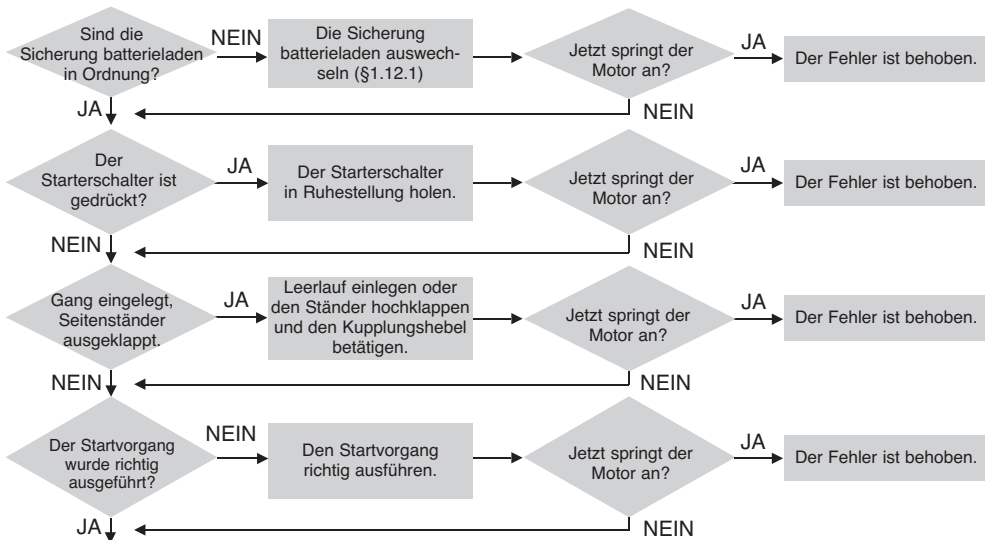 Sind die
Sicherung batterieladen
in Ordnung?
NEIN
Die Sicherung
batterieladen auswech-
seln (§1.12.1)
Jetzt springt der
Motor an?
JA
Der Fehler ist behoben.
JA
NEIN
Der
Starterschalter ist
gedrückt?
JA
Der Starterschalter
in Ruhestellung holen.
Jetzt springt der
Motor an?
JA
Der Fehler ist behoben.
NEIN
NEIN
Gang eingelegt,
Seitenständer
ausgeklappt.
JA
Leerlauf einlegen oder
den Ständer hochklappen
und den Kupplungshebel
betätigen.
Jetzt springt der
Motor an?
JA
Der Fehler ist behoben.
NEIN
NEIN
Der Startvorgang
wurde richtig
ausgeführt?
NEIN
Den Startvorgang
richtig ausführen.
Jetzt springt der
Motor an?
JA
Der Fehler ist behoben.
JA
NEIN